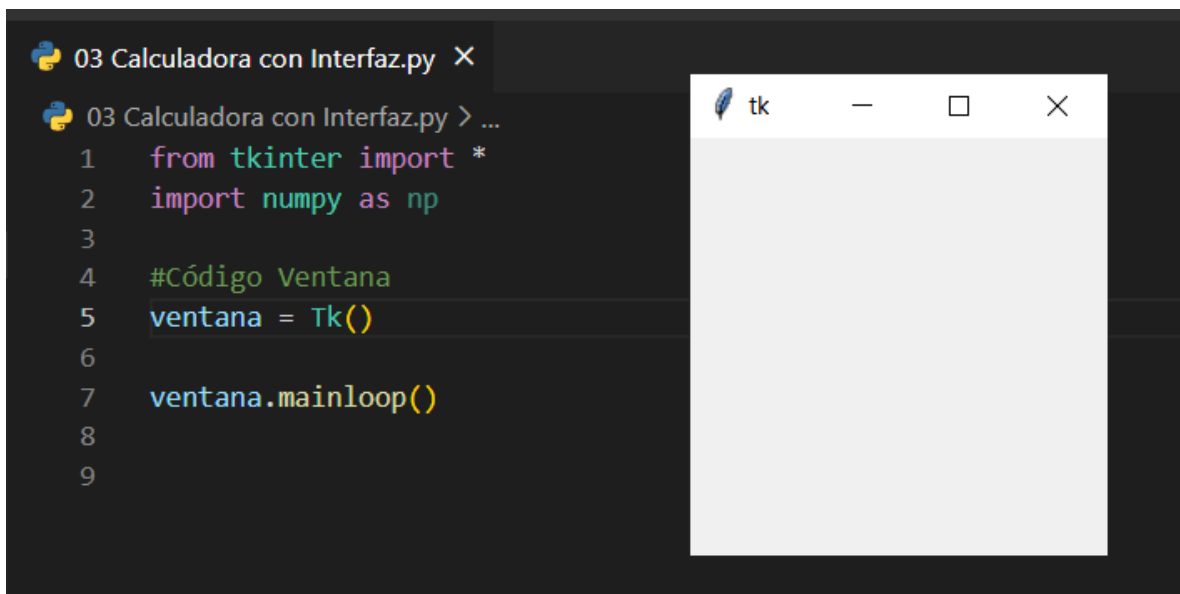 03 Calculadora con Interfaz.py
03 Calculadora con Interfaz.py > ...
tk
1 from tkinter import *
2 import numpy as np
3
4 #Código Ventana
5 ventana = Tk()
6
7 ventana.mainloop()
8
9